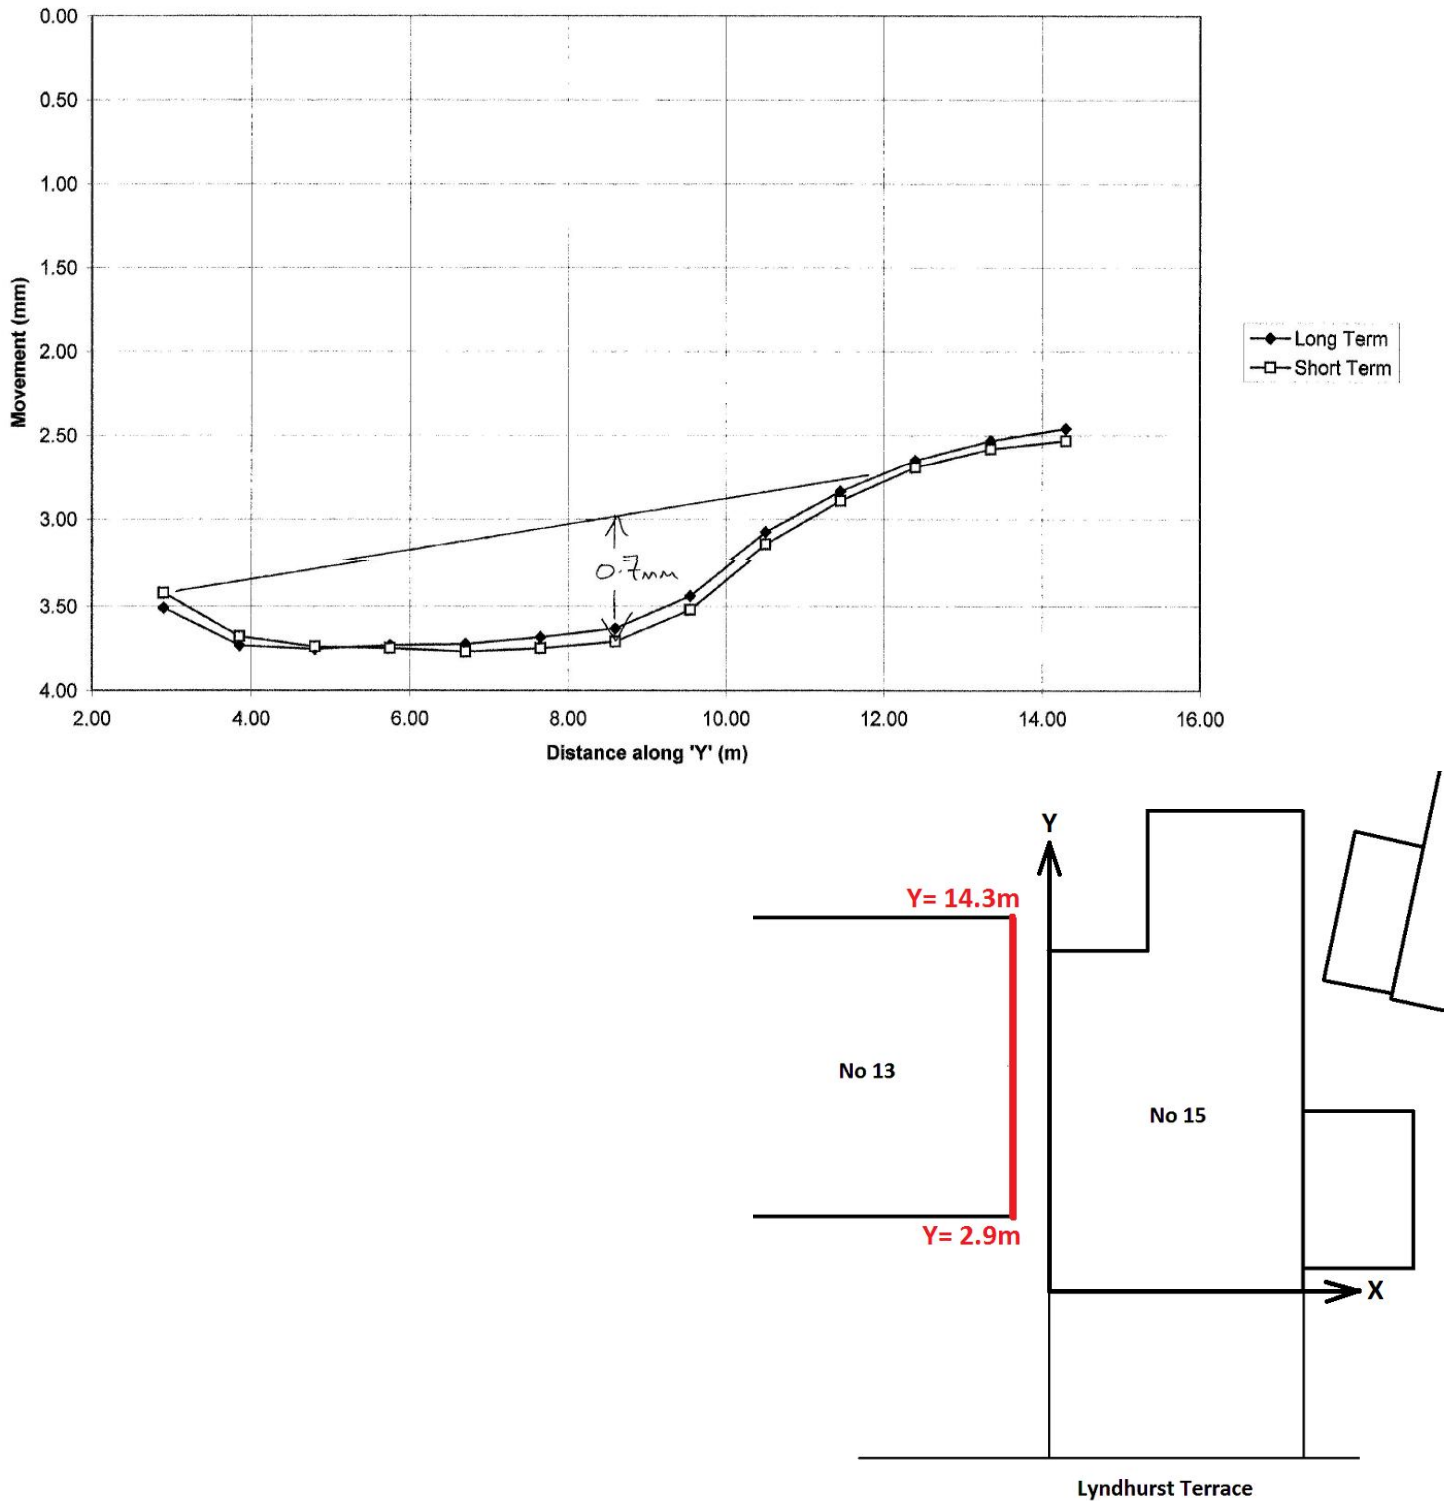 0.00
0.50
1.00
1.50
2.00
2.50
3.00
3.50
4.00
Movement (mm)
0.7mm
2.00 4.00 6.00 8.00 10.00 12.00 14.00 16.00
Distance along 'Y' (m)
Long Term
Short Term
Y
Y= 14.3m
No 13
No 15
Y= 2.9m
X
Lyndhurst Terrace